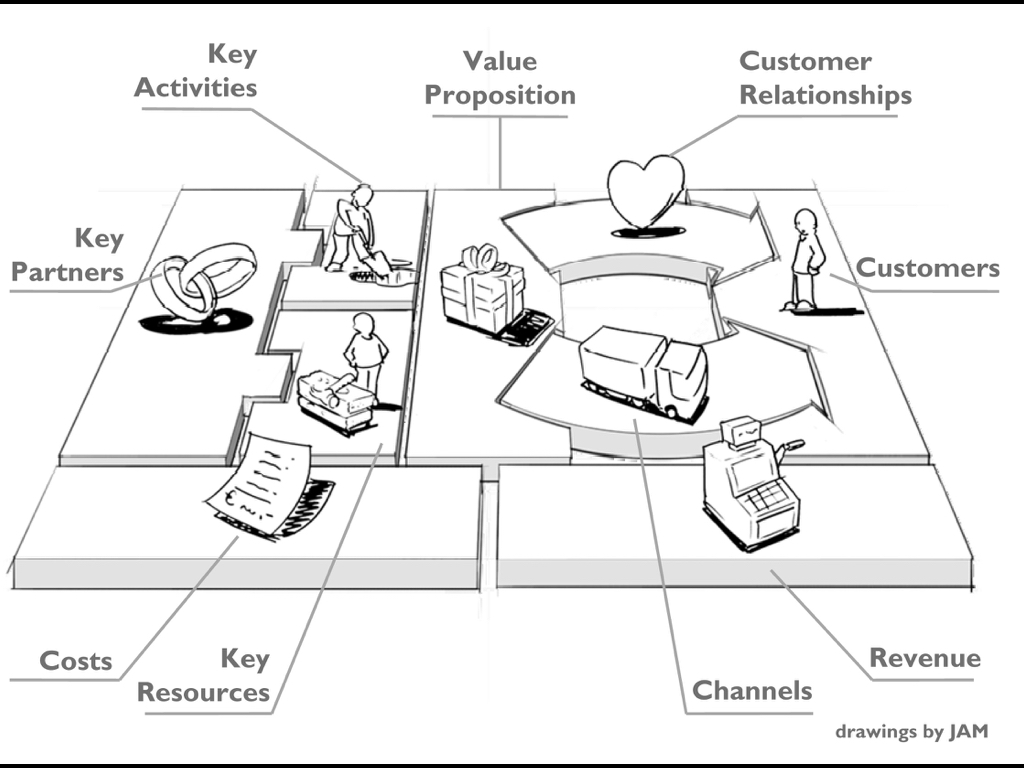 Key
Activities
Value
Proposition
Customer
Relationships
Key
Partners
Customers
€
Costs
Key
Resources
Channels
Revenue
drawings by JAM